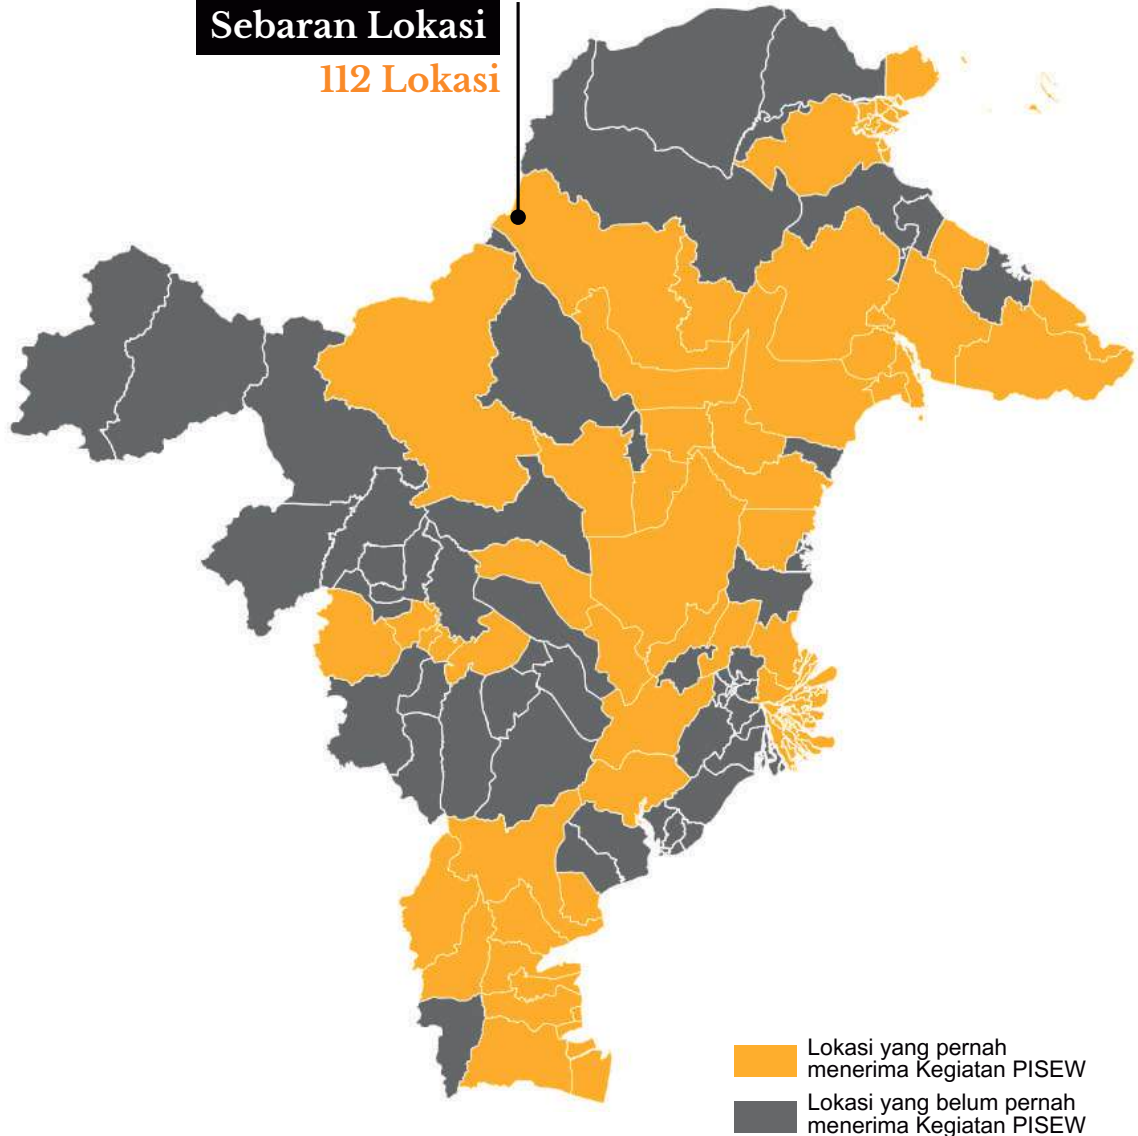 Sebaran Lokasi
112 Lokasi
Lokasi yang pernah
menerima Kegiatan PISEW
Lokasi yang belum pernah
menerima Kegiatan PISEW